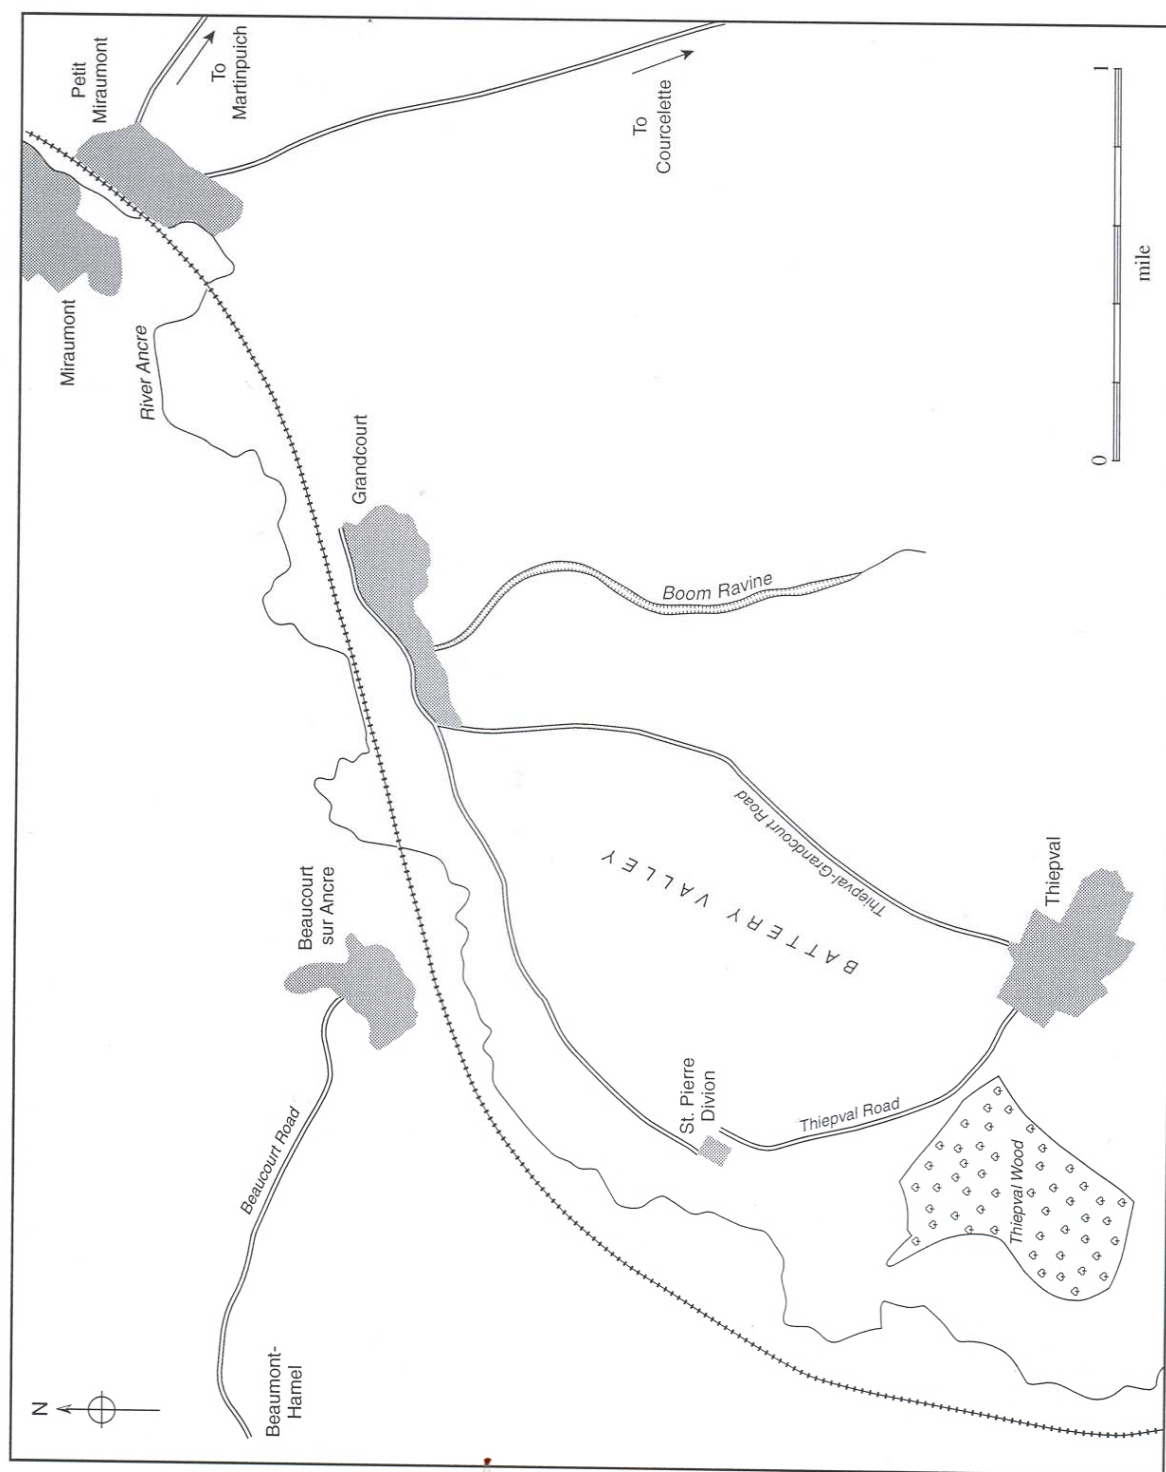 N
Miraumont
Petit
Miraumont
River Ancre
To
Martinpuich
Beaumont-
Hamel
Beaucourt Road
Beaucourt
sur Ancre
Grandcourt
To
Courcelette
St. Pierre
Divion
Boom Ravine
BATTERY VALLEY
Thiepval-Grandcourt Road
Thiepval Road
Thiepval Wood
Thiepval
0 1
mile